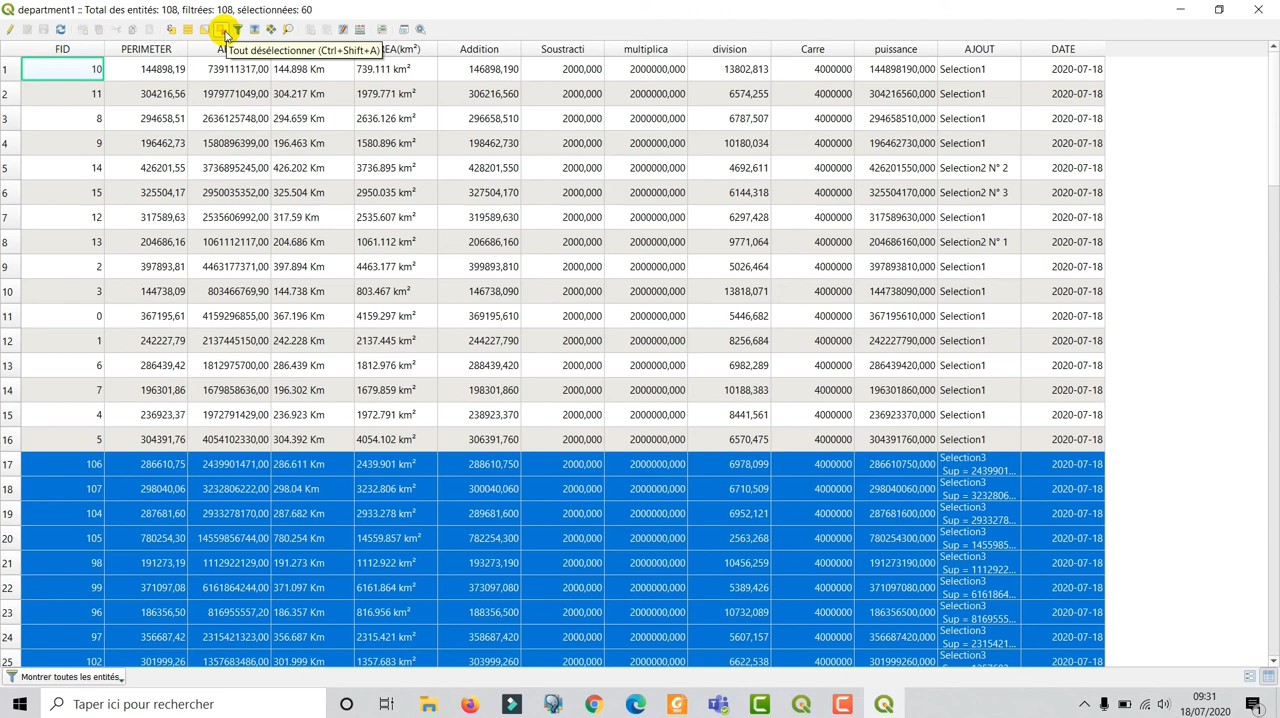 department1 :: Total des entités: 108, filtrées: 108, sélectionnées: 60
Tout désélectionner (Ctrl+Shift+A)
FID PERIMETER A REA(km²) Addition Soustracti multiplica division Carre puissance AJOUT DATE
1 10 144898,19 739111317,00 144.898 Km 739.111 km² 146898,190 2000,000 2000000,000 13802,813 4000000 144898190,000 Selection1 2020-07-18
2 11 304216,56 1979771049,00 304.217 Km 1979.771 km² 306216,560 2000,000 2000000,000 6574,255 4000000 304216560,000 Selection1 2020-07-18
3 8 294658,51 2636125748,00 294.659 Km 2636.126 km² 296658,510 2000,000 2000000,000 6787,507 4000000 294658510,000 Selection1 2020-07-18
4 9 196462,73 1580896399,00 196.463 Km 1580.896 km² 198462,730 2000,000 2000000,000 10180,034 4000000 196462730,000 Selection1 2020-07-18
5 14 426201,55 3736895245,00 426.202 Km 3736.895 km² 428201,550 2000,000 2000000,000 4692,611 4000000 426201550,000 Selection2 N° 2 2020-07-18
6 15 325504,17 2950035352,00 325.504 Km 2950.035 km² 327504,170 2000,000 2000000,000 6144,318 4000000 325504170,000 Selection2 N° 3 2020-07-18
7 12 317589,63 2535606992,00 317.59 Km 2535.607 km² 319589,630 2000,000 2000000,000 6297,428 4000000 317589630,000 Selection1 2020-07-18
8 13 204686,16 1061112117,00 204.686 Km 1061.112 km² 206686,160 2000,000 2000000,000 9771,064 4000000 204686160,000 Selection2 N° 1 2020-07-18
9 2 397893,81 4463177371,00 397.894 Km 4463.177 km² 399893,810 2000,000 2000000,000 5026,464 4000000 397893810,000 Selection1 2020-07-18
10 3 144738,09 803466769,90 144.738 Km 803.467 km² 146738,090 2000,000 2000000,000 13818,071 4000000 144738090,000 Selection1 2020-07-18
11 0 367195,61 4159296855,00 367.196 Km 4159.297 km² 369195,610 2000,000 2000000,000 5446,682 4000000 367195610,000 Selection1 2020-07-18
12 1 242227,79 2137445150,00 242.228 Km 2137.445 km² 244227,790 2000,000 2000000,000 8256,684 4000000 242227790,000 Selection1 2020-07-18
13 6 286439,42 1812975700,00 286.439 Km 1812.976 km² 288439,420 2000,000 2000000,000 6982,289 4000000 286439420,000 Selection1 2020-07-18
14 7 196301,86 1679858636,00 196.302 Km 1679.859 km² 198301,860 2000,000 2000000,000 10188,383 4000000 196301860,000 Selection1 2020-07-18
15 4 236923,37 1972791429,00 236.923 Km 1972.791 km² 238923,370 2000,000 2000000,000 8441,561 4000000 236923370,000 Selection1 2020-07-18
16 5 304391,76 4054102330,00 304.392 Km 4054.102 km² 306391,760 2000,000 2000000,000 6570,475 4000000 304391760,000 Selection1 2020-07-18
17 106 286610,75 2439901471,00 286.611 Km 2439.901 km² 288610,750 2000,000 2000000,000 6978,099 4000000 286610750,000 Selection3 Sup = 2439901... 2020-07-18
18 107 298040,06 3232806222,00 298.04 Km 3232.806 km² 300040,060 2000,000 2000000,000 6710,509 4000000 298040060,000 Selection3 Sup = 3232806... 2020-07-18
19 104 287681,60 2933278170,00 287.682 Km 2933.278 km² 289681,600 2000,000 2000000,000 6952,121 4000000 287681600,000 Selection3 Sup = 2933278... 2020-07-18
20 105 780254,30 14559856744,00 780.254 Km 14559.857 km² 782254,300 2000,000 2000000,000 2563,268 4000000 780254300,000 Selection3 Sup = 1455985... 2020-07-18
21 98 191273,19 1112922129,00 191.273 Km 1112.922 km² 193273,190 2000,000 2000000,000 10456,259 4000000 191273190,000 Selection3 Sup = 1112922... 2020-07-18
22 99 371097,08 6161864244,00 371.097 Km 6161.864 km² 373097,080 2000,000 2000000,000 5389,426 4000000 371097080,000 Selection3 Sup = 6161864... 2020-07-18
23 96 186356,50 816955557,20 186.357 Km 816.956 km² 188356,500 2000,000 2000000,000 10732,089 4000000 186356500,000 Selection3 Sup = 8169555... 2020-07-18
24 97 356687,42 2315421323,00 356.687 Km 2315.421 km² 358687,420 2000,000 2000000,000 5607,157 4000000 356687420,000 Selection3 Sup = 2315421... 2020-07-18
25 102 301999,26 1357683486,00 301.999 Km 1357.683 km² 303999,260 2000,000 2000000,000 6622,538 4000000 301999260,000 Selection3 2020-07-18
Montrer toutes les entités
Taper ici pour rechercher
09:31
18/07/2020